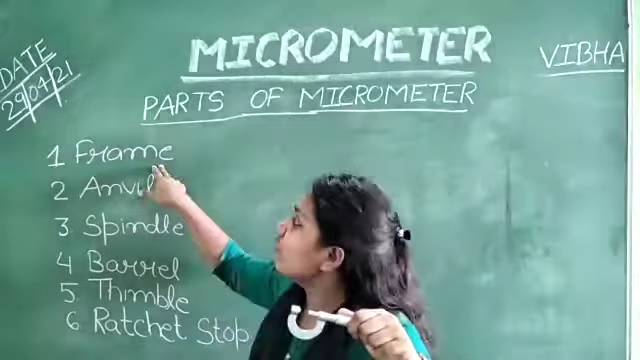 DATE
29/04/21
MICROMETER
VIBHA
PARTS OF MICROMETER
1 Frame
2 Anvil
3 Spindle
4 Barrel
5 Thimble
6 Ratchet Stop